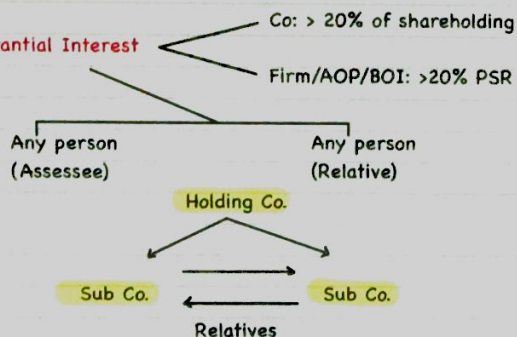 Co: > 20% of shareholding
antial Interest
Firm/AOP/BOI: >20% PSR
Any person
(Assessee)
Any person
(Relative)
Holding Co.
Sub Co.
Sub Co.
Relatives